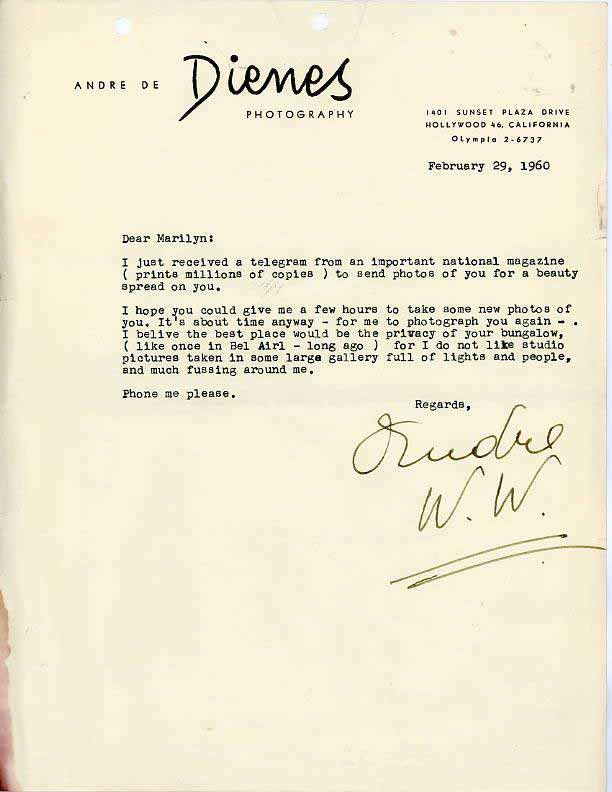 ANDRE DE Dienes
PHOTOGRAPHY
1401 SUNSET PLAZA DRIVE
HOLLYWOOD 46, CALIFORNIA
Olympia 2-6737
February 29, 1960
Dear Marilyn:
I just received a telegram from an important national magazine
( prints millions of copies ) to send photos of you for a beauty
spread on you.
I hope you could give me a few hours to take some new photos of
you. It's about time anyway - for me to photograph you again - .
I belive the best place would be the privacy of your bungalow,
( like once in Bel Airl - long ago ) for I do not like studio
pictures taken in some large gallery full of lights and people,
and much fussing around me.
Phone me please.
Regards,
Andre
W. W.